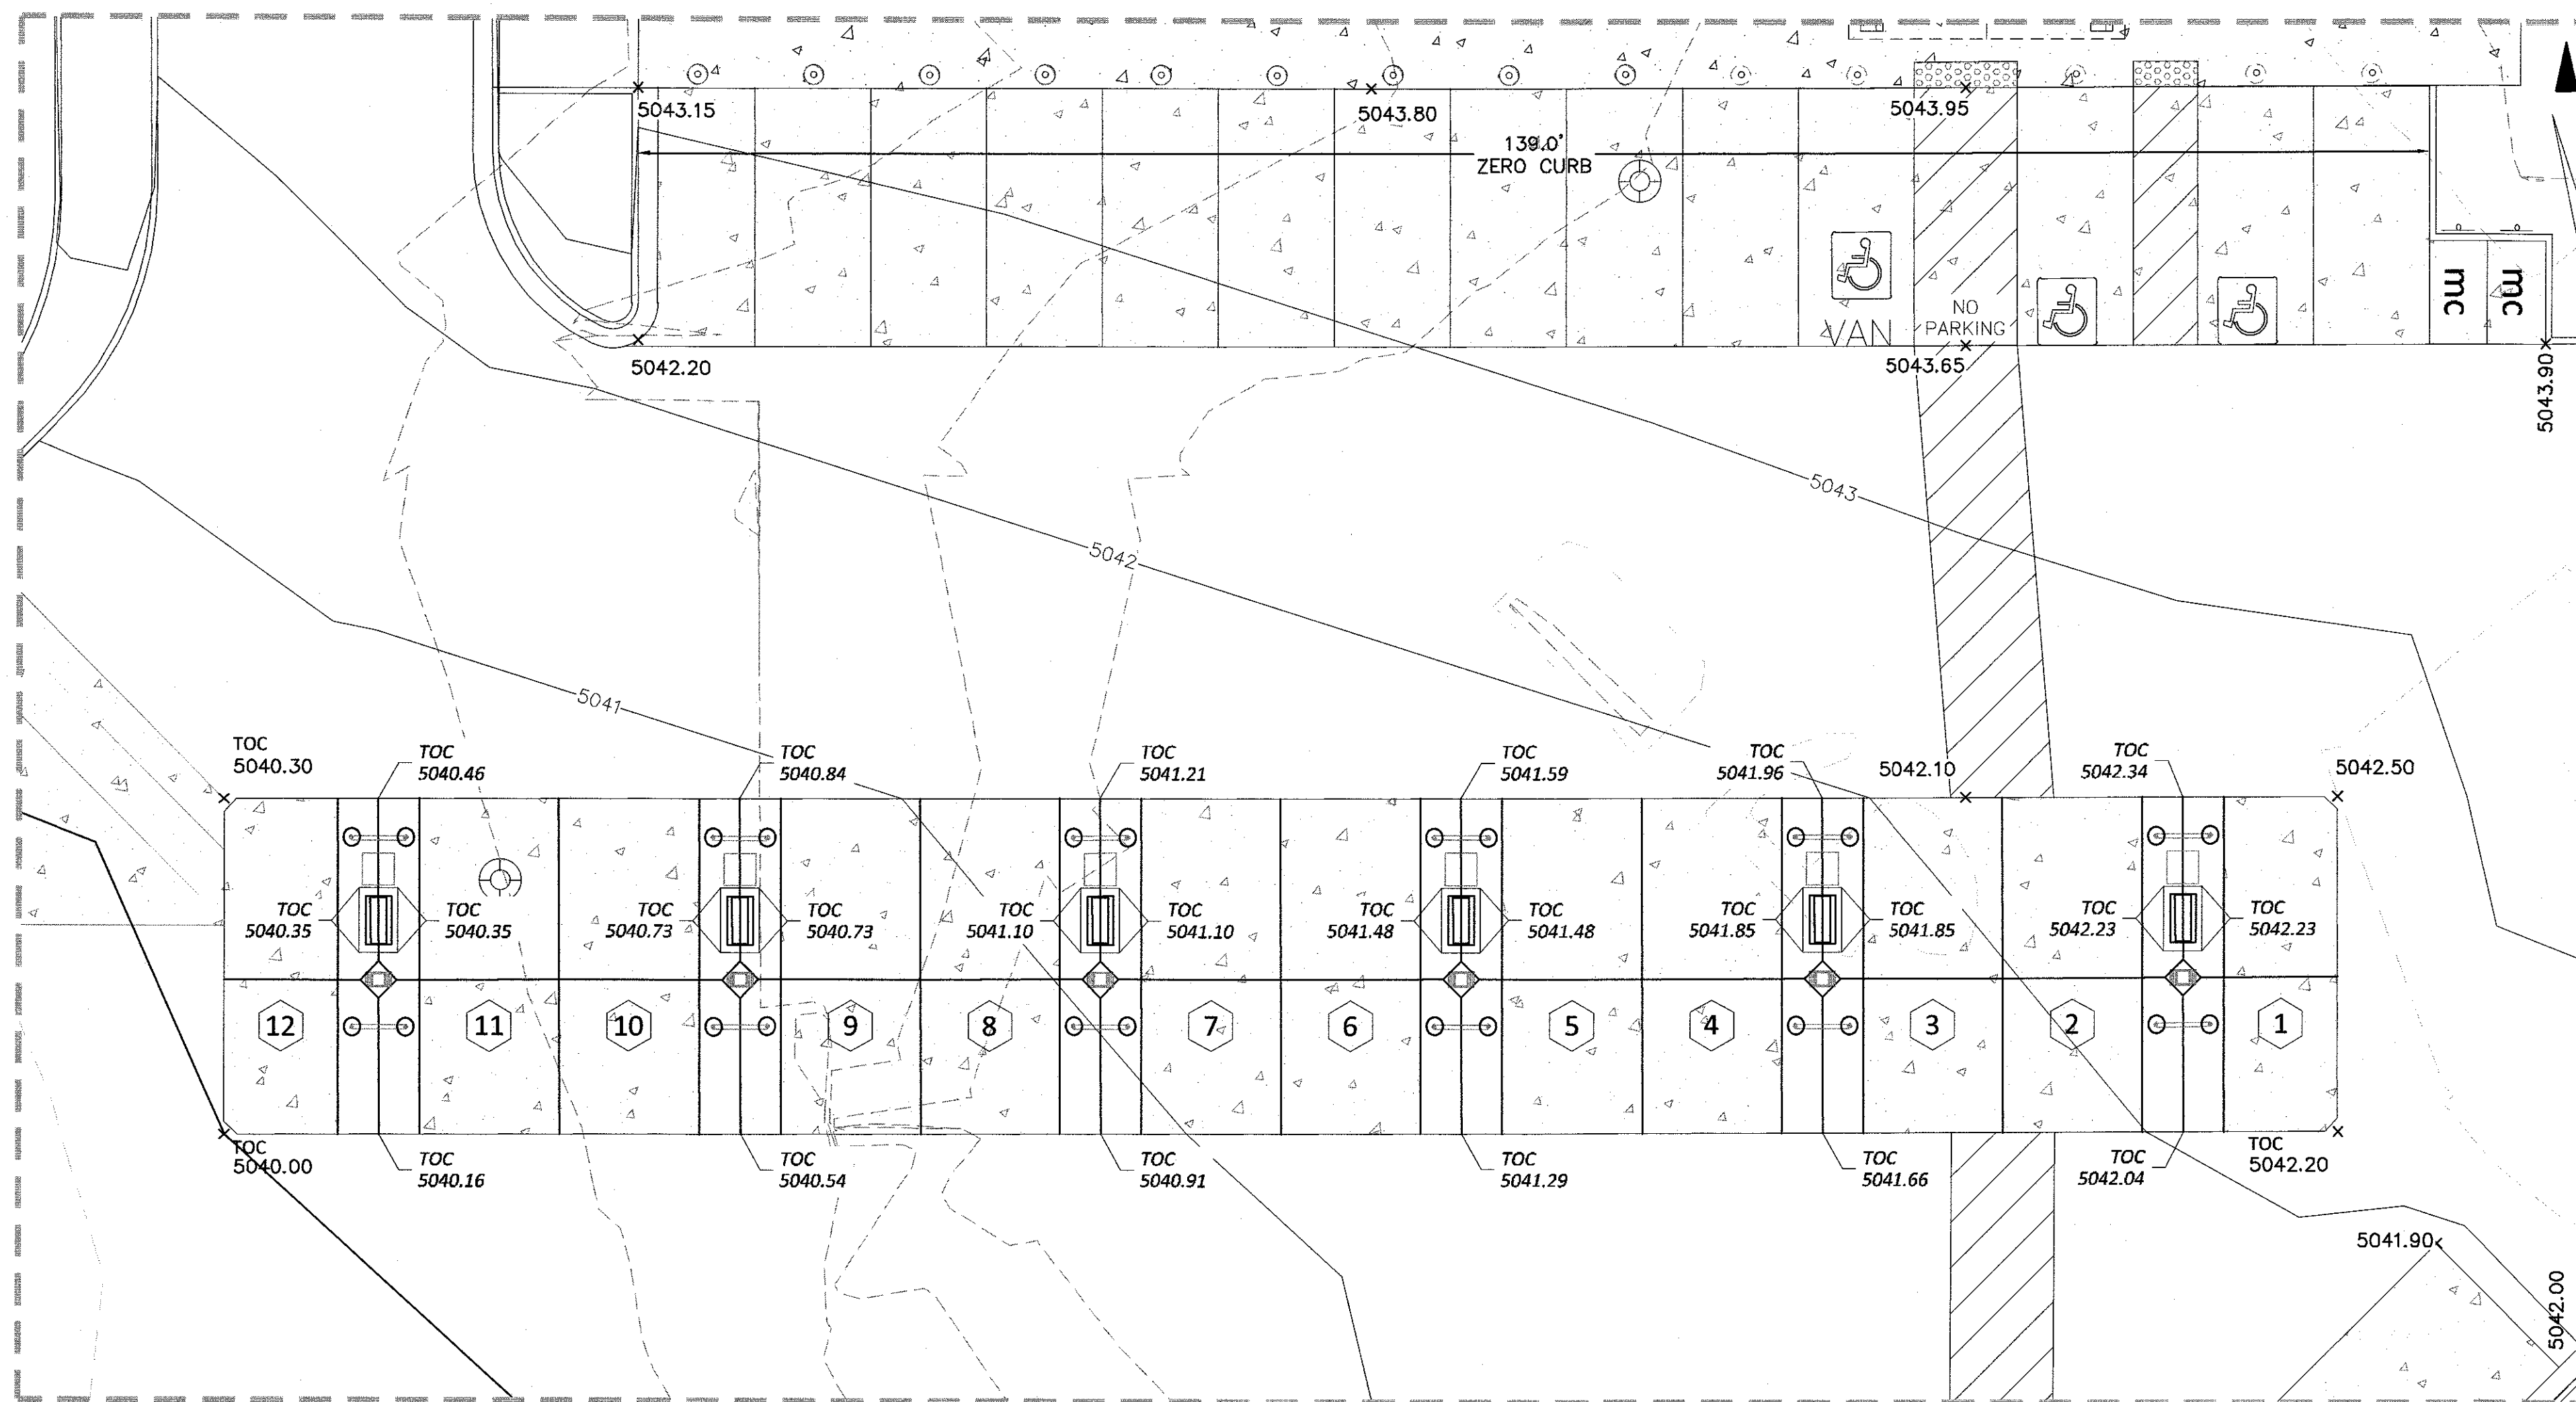 5043.15
5043.80
5043.95
139.0'
ZERO CURB
NO
PARKING
VAN
mc
mc
5042.20
5043.65
5043.90
5043
5042
5041
TOC
5040.30
TOC
5040.46
TOC
5040.84
TOC
5041.21
TOC
5041.59
TOC
5041.96
5042.10
TOC
5042.34
5042.50
TOC
5040.35
TOC
5040.35
TOC
5040.73
TOC
5040.73
TOC
5041.10
TOC
5041.10
TOC
5041.48
TOC
5041.48
TOC
5041.85
TOC
5041.85
TOC
5042.23
TOC
5042.23
12
11
10
9
8
7
6
5
4
3
2
1
TOC
5040.00
TOC
5040.16
TOC
5040.54
TOC
5040.91
TOC
5041.29
TOC
5041.66
TOC
5042.04
TOC
5042.20
5041.90
5042.00